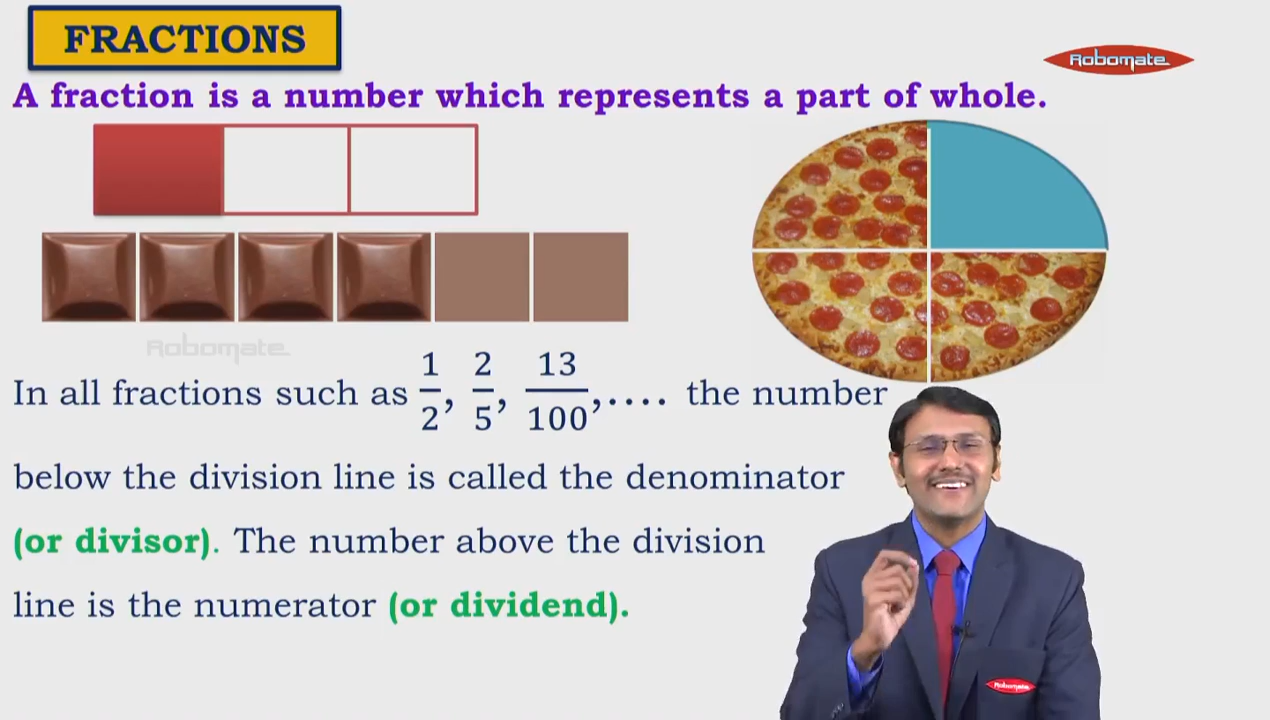 FRACTIONS
Robomate
A fraction is a number which represents a part of whole.
Robomate
In all fractions such as 1/2, 2/5, 13/100,.... the number
below the division line is called the denominator
(or divisor). The number above the division
line is the numerator (or dividend).
Robomate